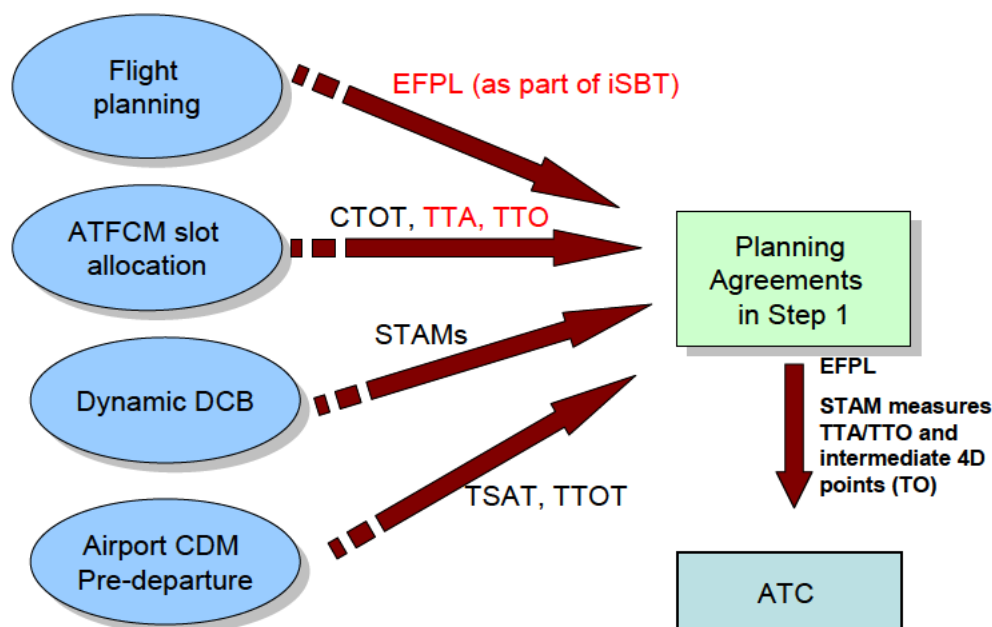 Flight
planning
EFPL (as part of iSBT)
ATFCM slot
allocation
CTOT, TTA, TTO
Planning
Agreements
in Step 1
STAMs
Dynamic DCB
EFPL
STAM measures
TTA/TTO and
intermediate 4D
points (TO)
TSAT, TTOT
Airport CDM
Pre-departure
ATC